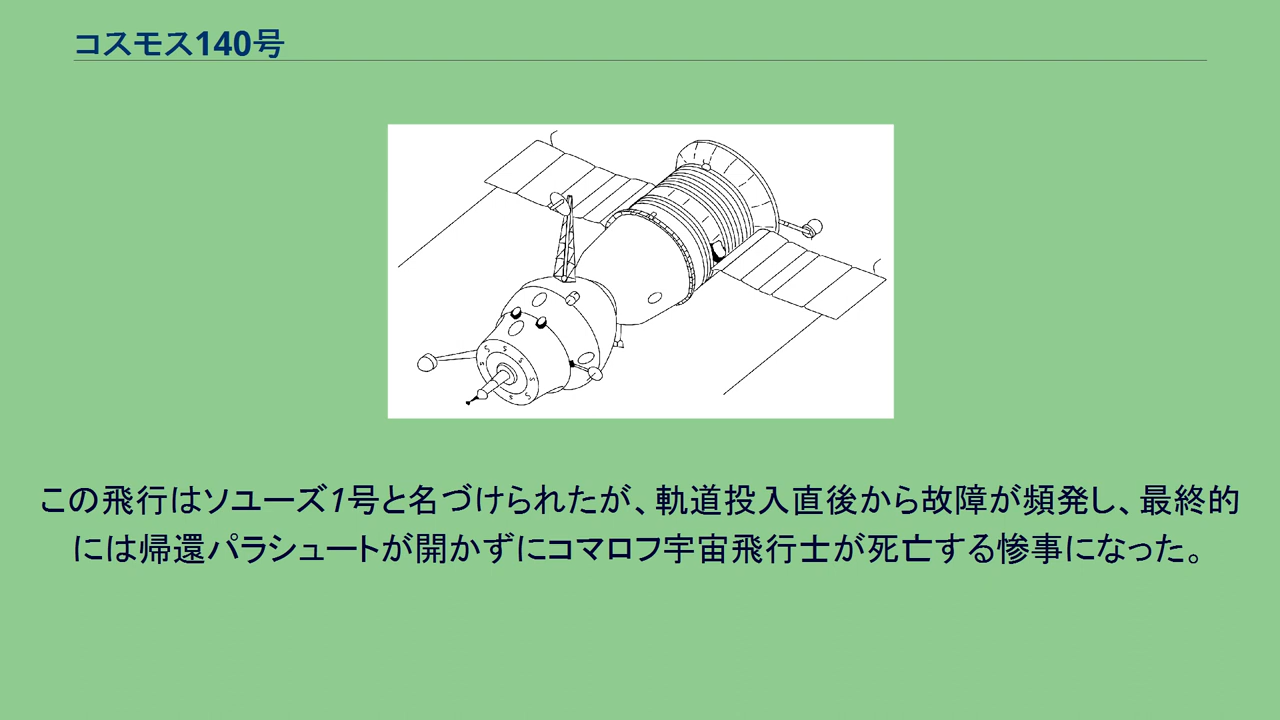 コスモス140号
この飛行はソユーズ1号と名づけられたが、軌道投入直後から故障が頻発し、最終的
には帰還パラシュートが開かずにコマロフ宇宙飛行士が死亡する惨事になった。